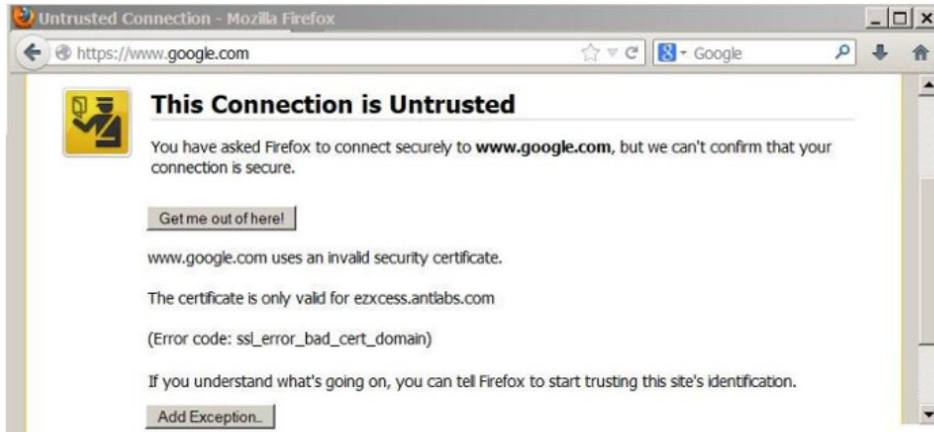 Untrusted Connection - Mozilla Firefox
https://www.google.com
8 Google
This Connection is Untrusted
You have asked Firefox to connect securely to www.google.com, but we can't confirm that your
connection is secure.
Get me out of here!
www.google.com uses an invalid security certificate.
The certificate is only valid for ezxcess.antlabs.com
(Error code: ssl_error_bad_cert_domain)
If you understand what's going on, you can tell Firefox to start trusting this site's identification.
Add Exception..